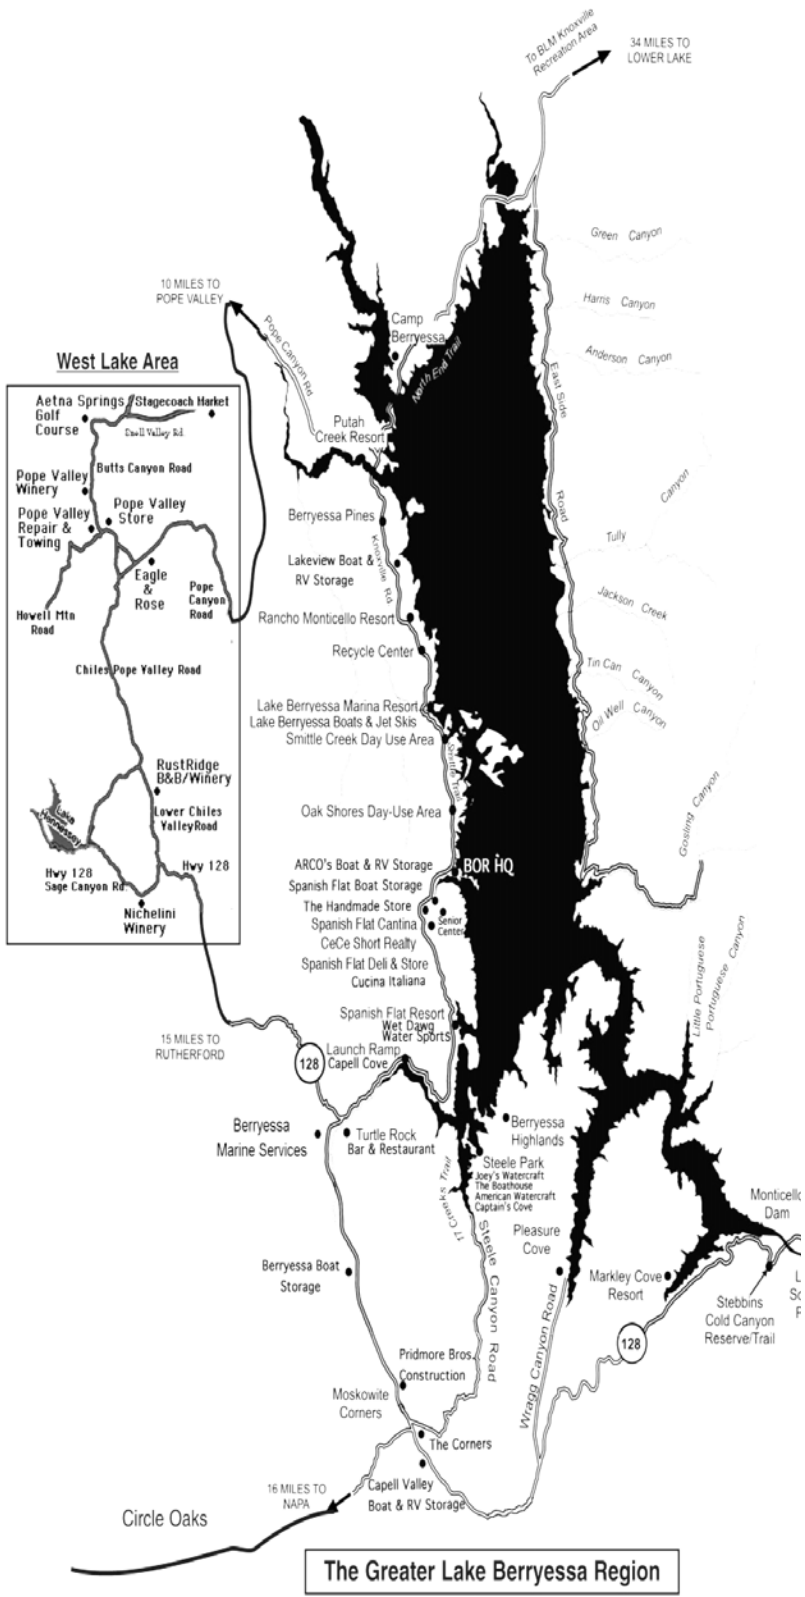 To BLM Knoxville
Recreation Area
34 MILES TO
LOWER LAKE
Green Canyon
Harris Canyon
Anderson Canyon
10 MILES TO
POPE VALLEY
Pope Canyon Rd
Camp
Berryessa
North End Trail
East Side Road
Putah
Creek Resort
West Lake Area
Aetna Springs
Golf
Course
Stagecoach Market
Snell Valley Rd.
Butts Canyon Road
Pope Valley
Winery
Pope Valley
Store
Pope Valley
Repair &
Towing
Eagle
&
Rose
Pope
Canyon
Road
Howell Mtn
Road
Chiles Pope Valley Road
RustRidge
B&B/Winery
Lower Chiles
Valley Road
Lake
Hennessey
Hwy 128
Sage Canyon Rd.
Hwy 128
Nichelini
Winery
Berryessa Pines
Knoxville Rd
Lakeview Boat &
RV Storage
Rancho Monticello Resort
Recycle Center
Lake Berryessa Marina Resort
Lake Berryessa Boats & Jet Skis
Smittle Creek Day Use Area
Smittle Trail
Oak Shores Day-Use Area
Tully Canyon
Jackson Creek
Tin Can Canyon
Oil Well Canyon
Gosling Canyon
ARCO's Boat & RV Storage
BOR HQ
Spanish Flat Boat Storage
The Handmade Store
Spanish Flat Cantina
Senior
Center
CeCe Short Realty
Spanish Flat Deli & Store
Cucina Italiana
Little Portuguese
Portuguese Canyon
Spanish Flat Resort
Wet Dawg
Water Sports
Launch Ramp
Capell Cove
15 MILES TO
RUTHERFORD
128
Berryessa
Marine Services
Turtle Rock
Bar & Restaurant
Berryessa
Highlands
Steele Park
Joey's Watercraft
The Boathouse
American Watercraft
Captain's Cove
17 Creeks Trail
Steele Canyon Road
Pleasure
Cove
Berryessa Boat
Storage
Markley Cove
Resort
Monticello
Dam
Stebbins
Cold Canyon
Reserve/Trail
L
So
F
128
Wragg Canyon Road
Pridmore Bros.
Construction
Moskowite
Corners
The Corners
Capell Valley
Boat & RV Storage
16 MILES TO
NAPA
Circle Oaks
The Greater Lake Berryessa Region